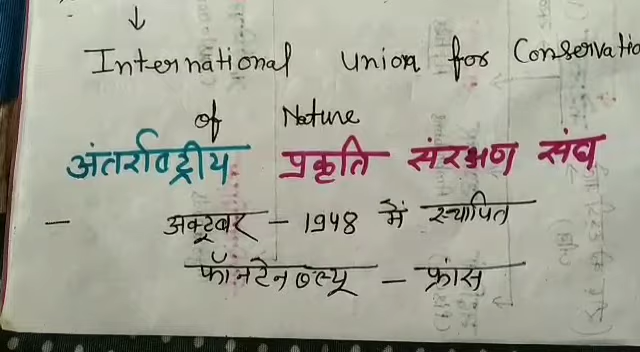 International Union for Conservatio
of Nature
अंतर्राष्ट्रीय प्रकृति संरक्षण संघ
— अक्टूबर – 1948 में स्थापित
फॉनटेनब्ल्यू – फ्रांस